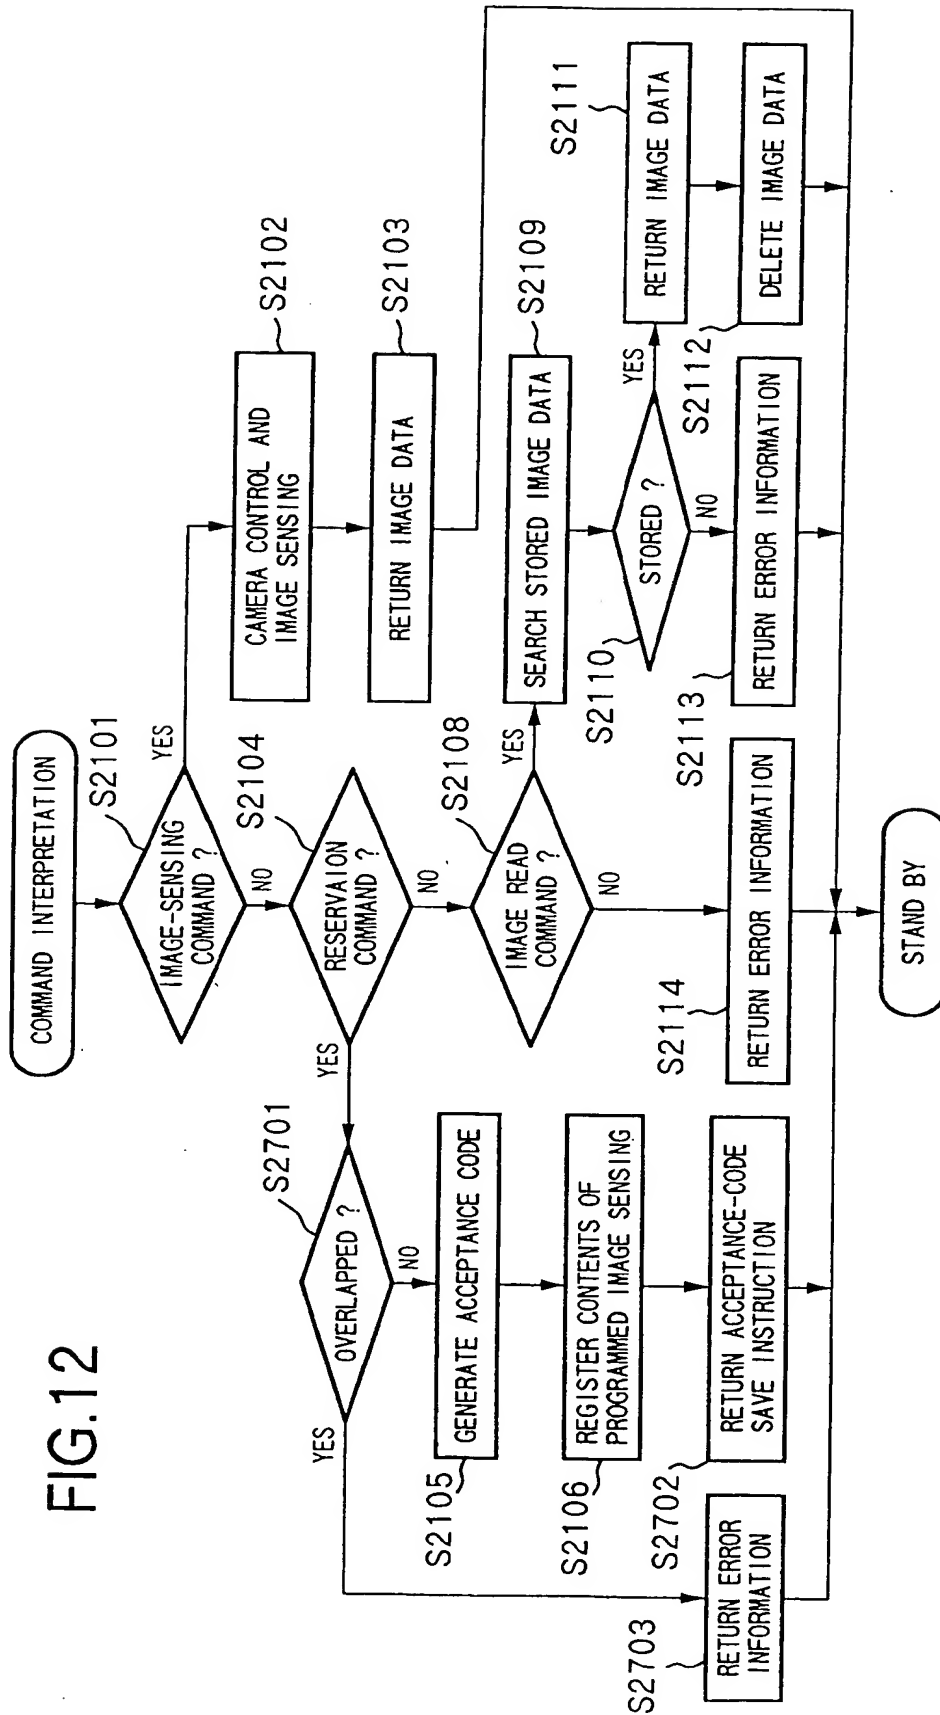 FIG.12
COMMAND INTERPRETATION
S2101
IMAGE-SENSING
COMMAND ?
YES
NO
S2102
CAMERA CONTROL AND
IMAGE SENSING
S2103
RETURN IMAGE DATA
S2104
RESERVAION
COMMAND ?
YES
NO
S2701
OVERLAPPED ?
YES
NO
S2105
GENERATE ACCEPTANCE CODE
S2106
REGISTER CONTENTS OF
PROGRAMMED IMAGE SENSING
S2702
RETURN ACCEPTANCE-CODE
SAVE INSTRUCTION
S2703
RETURN ERROR
INFORMATION
S2108
IMAGE READ
COMMAND ?
YES
NO
S2109
SEARCH STORED IMAGE DATA
S2110
STORED ?
YES
NO
S2111
RETURN IMAGE DATA
S2112
DELETE IMAGE DATA
S2113
RETURN ERROR INFORMATION
S2114
RETURN ERROR INFORMATION
STAND BY